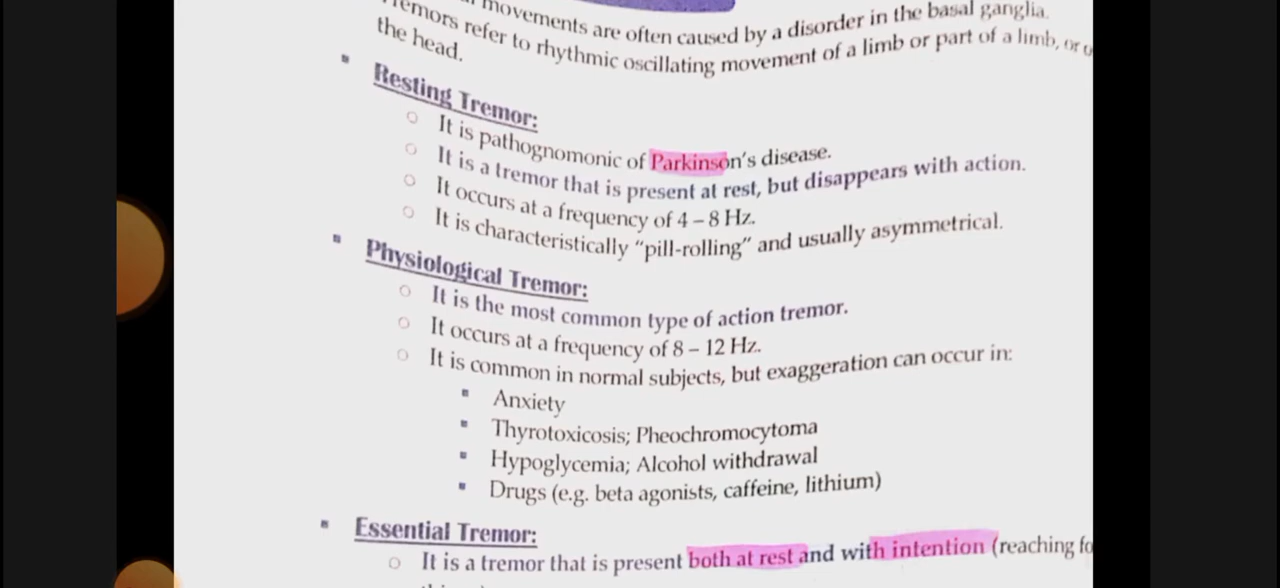 movements are often caused by a disorder in the basal ganglia.
Tremors refer to rhythmic oscillating movement of a limb or part of a limb, or
the head.
▪ Resting Tremor:
○ It is pathognomonic of Parkinson's disease.
○ It is a tremor that is present at rest, but disappears with action.
○ It occurs at a frequency of 4 – 8 Hz.
○ It is characteristically "pill-rolling" and usually asymmetrical.
▪ Physiological Tremor:
○ It is the most common type of action tremor.
○ It occurs at a frequency of 8 – 12 Hz.
○ It is common in normal subjects, but exaggeration can occur in:
▪ Anxiety
▪ Thyrotoxicosis; Pheochromocytoma
▪ Hypoglycemia; Alcohol withdrawal
▪ Drugs (e.g. beta agonists, caffeine, lithium)
▪ Essential Tremor:
○ It is a tremor that is present both at rest and with intention (reaching